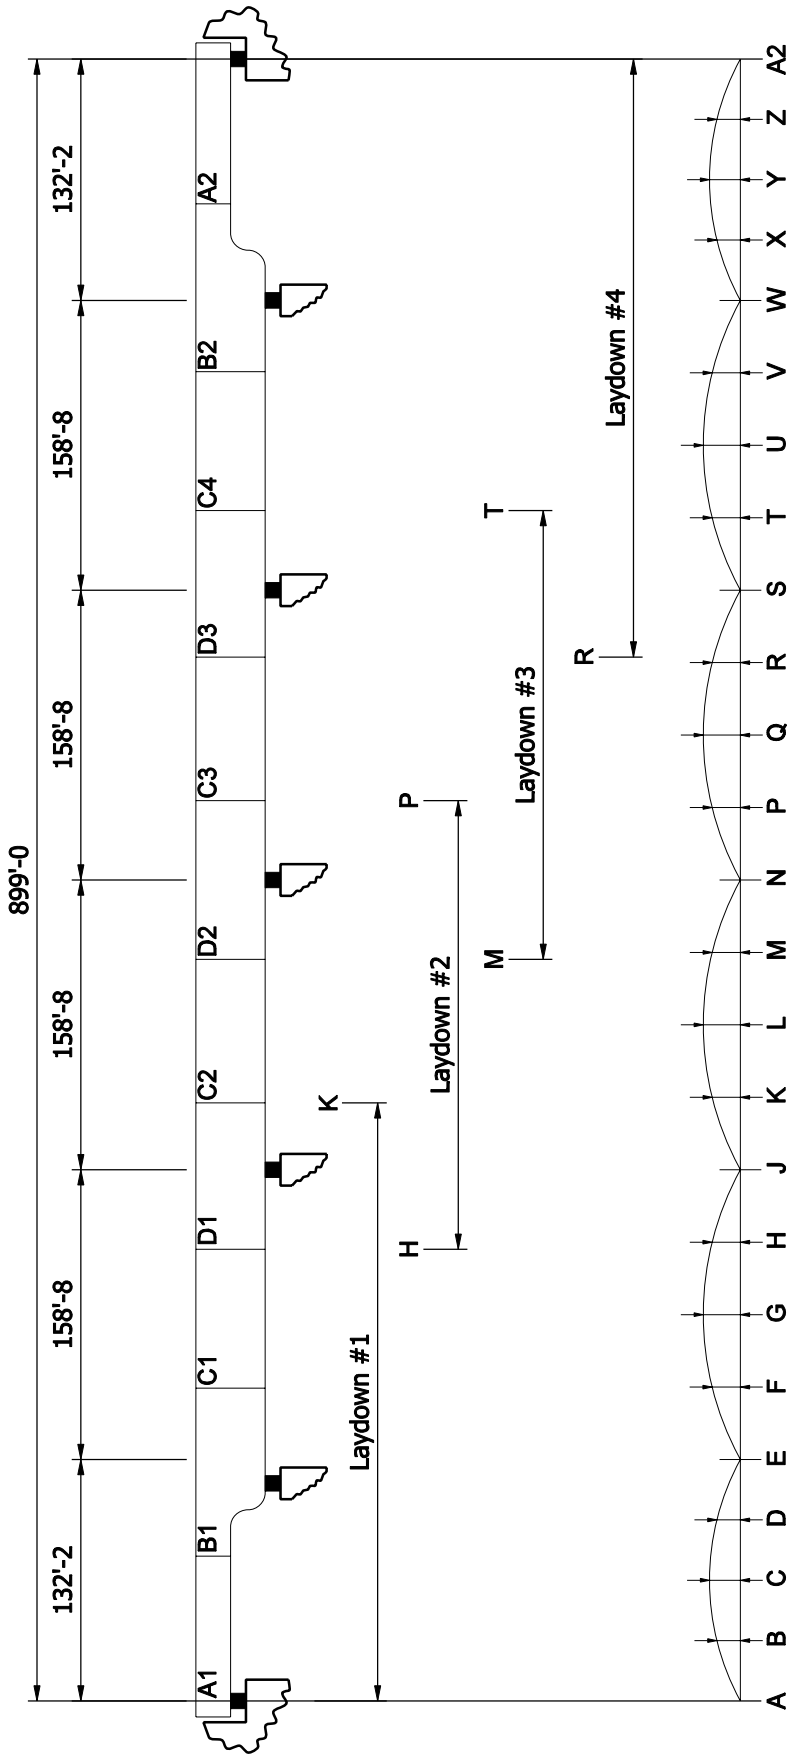 899'-0
132'-2
158'-8
158'-8
158'-8
158'-8
132'-2
A1
B1
C1
D1
C2
D2
C3
D3
C4
B2
A2
Laydown #1
K
H
Laydown #2
P
M
Laydown #3
T
R
Laydown #4
A
B
C
D
E
F
G
H
J
K
L
M
N
P
Q
R
S
T
U
V
W
X
Y
Z
A2